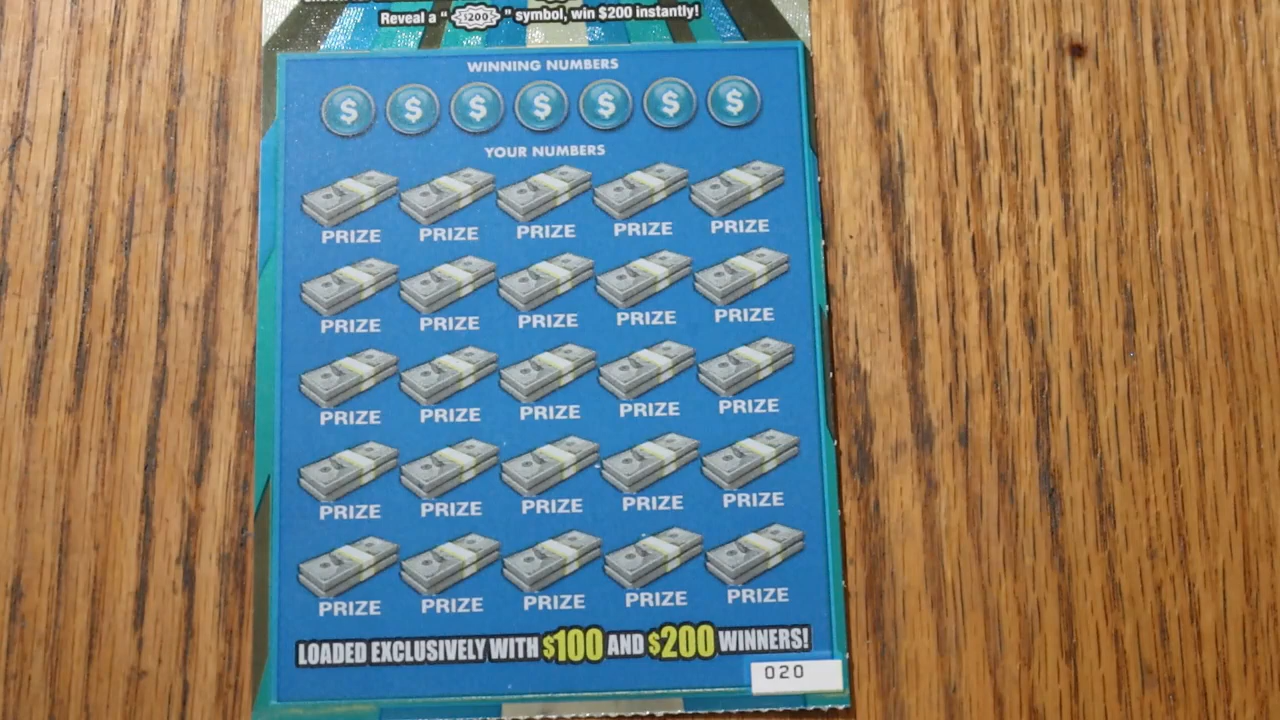 Reveal a " $200 " symbol, win $200 instantly!
WINNING NUMBERS
$ $ $ $ $ $ $
YOUR NUMBERS
PRIZE PRIZE PRIZE PRIZE PRIZE
PRIZE PRIZE PRIZE PRIZE PRIZE
PRIZE PRIZE PRIZE PRIZE PRIZE
PRIZE PRIZE PRIZE PRIZE PRIZE
PRIZE PRIZE PRIZE PRIZE PRIZE
LOADED EXCLUSIVELY WITH $100 AND $200 WINNERS!
020